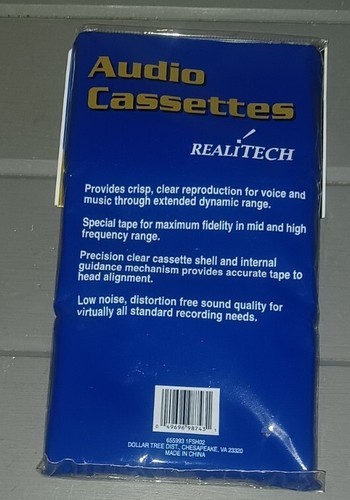 Audio
Cassettes
REALiTECH
Provides crisp, clear reproduction for voice and
music through extended dynamic range.
Special tape for maximum fidelity in mid and high
frequency range.
Precision clear cassette shell and internal
guidance mechanism provides accurate tape to
head alignment.
Low noise, distortion free sound quality for
virtually all standard recording needs.
655993 1FSH02
DOLLAR TREE DIST., CHESAPEAKE, VA 23320
MADE IN CHINA